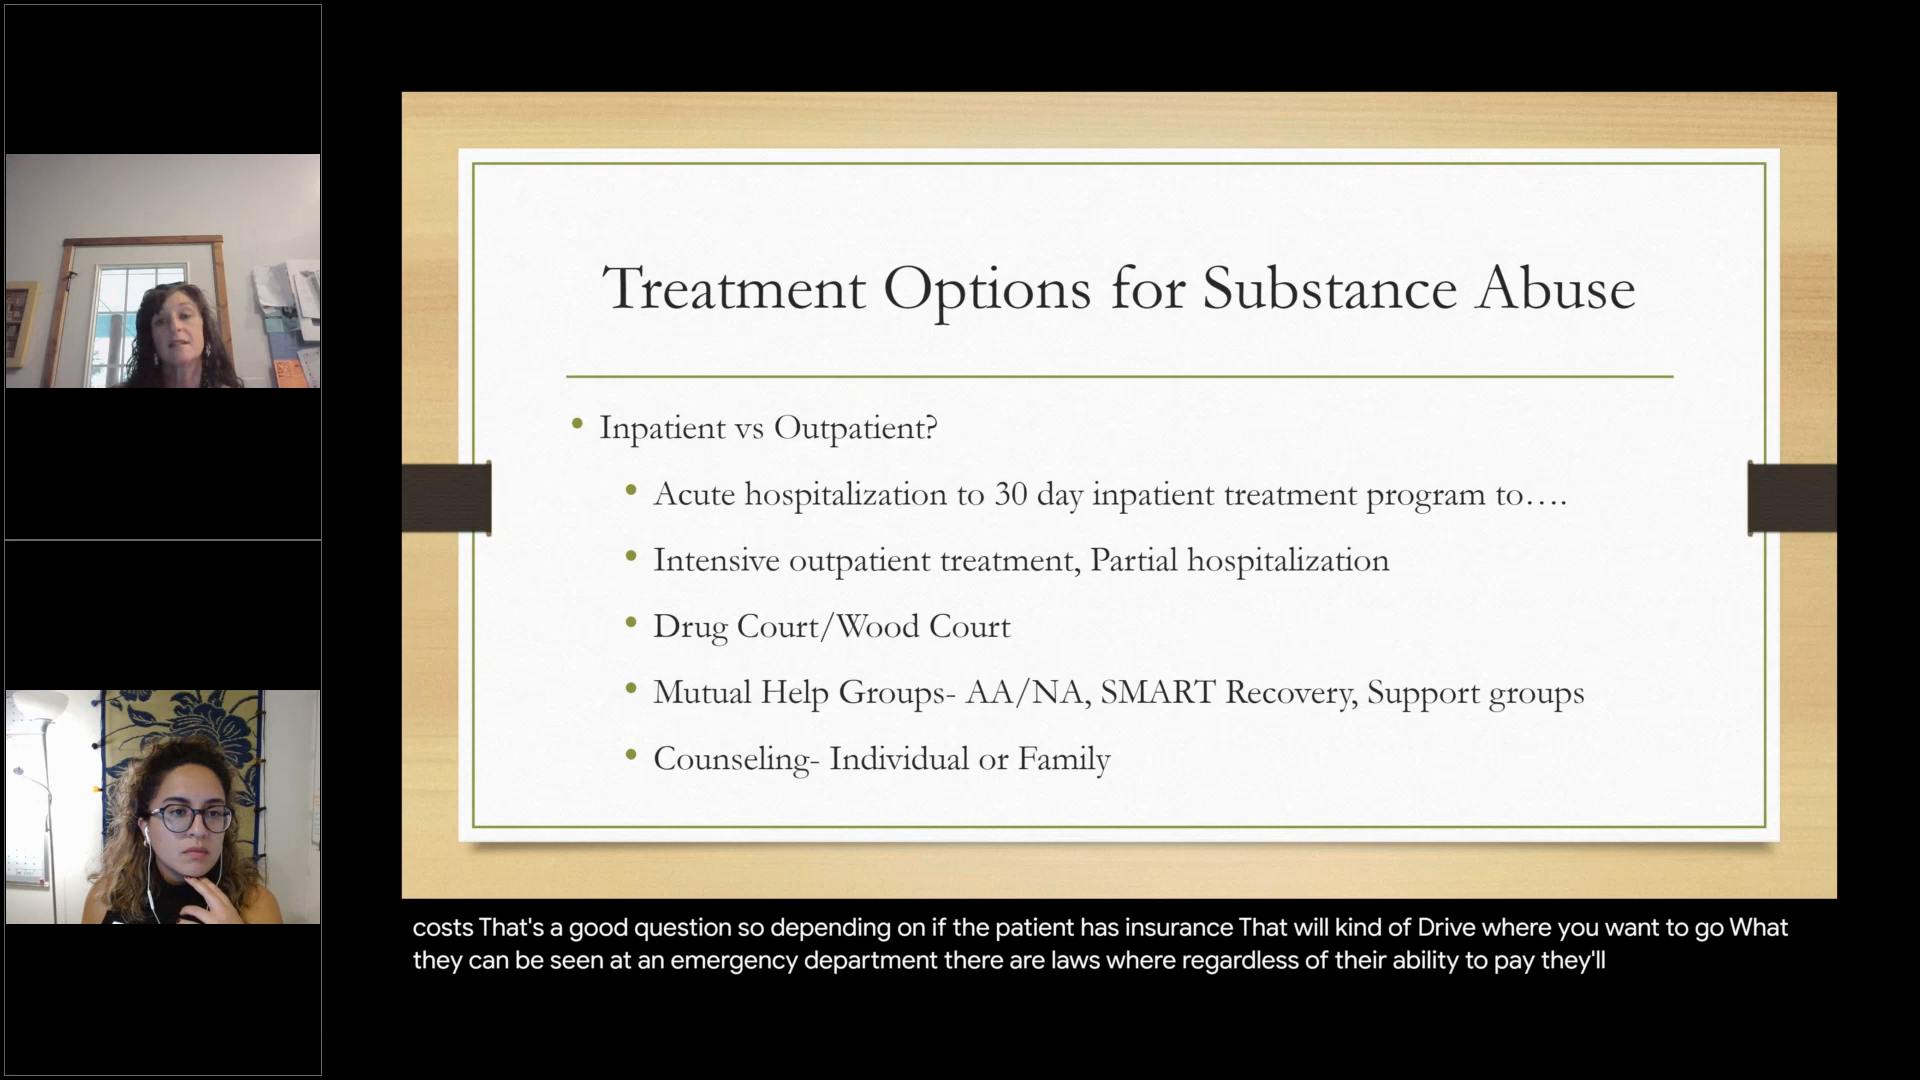 Treatment Options for Substance Abuse
Inpatient vs Outpatient?
Acute hospitalization to 30 day inpatient treatment program to….
Intensive outpatient treatment, Partial hospitalization
Drug Court/Wood Court
Mutual Help Groups- AA/NA, SMART Recovery, Support groups
Counseling- Individual or Family
costs That's a good question so depending on if the patient has insurance That will kind of Drive where you want to go What
they can be seen at an emergency department there are laws where regardless of their ability to pay they'll